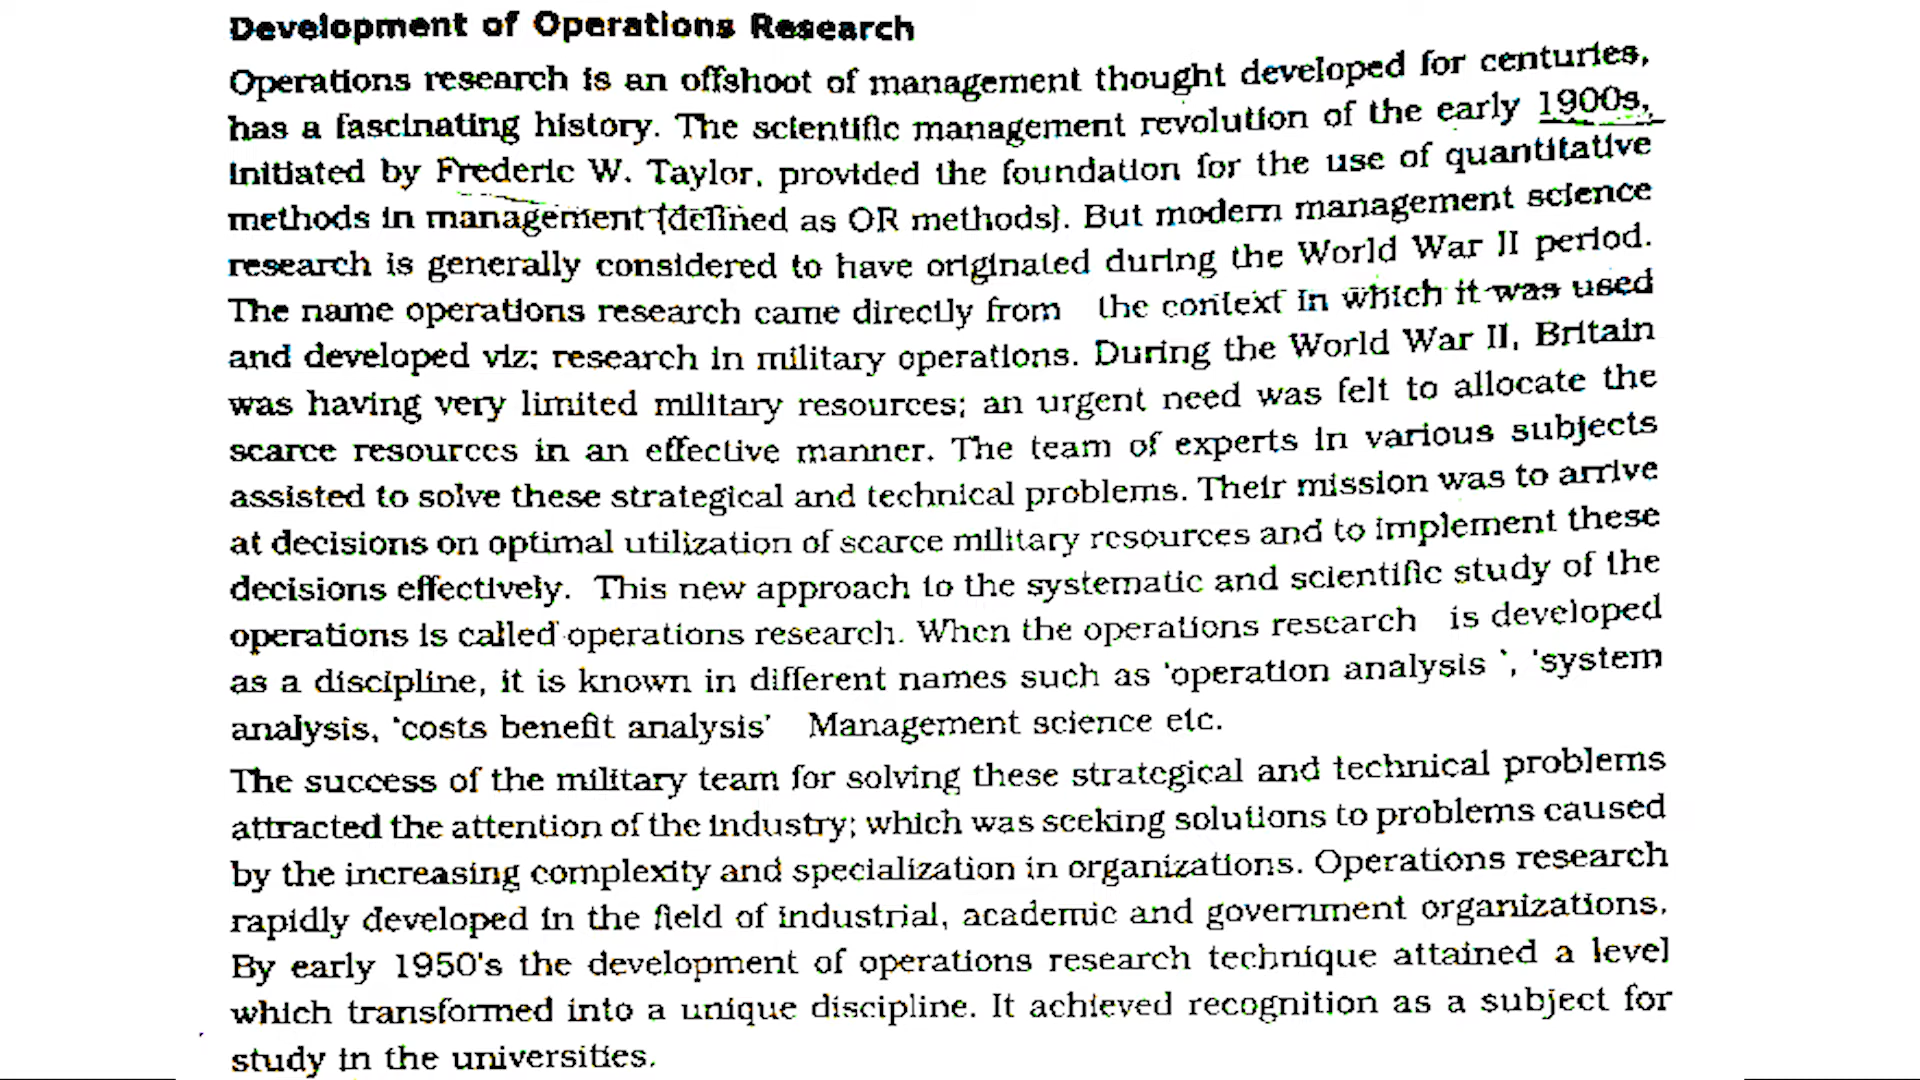 Development of Operations Research
Operations research is an offshoot of management thought developed for centuries,
has a fascinating history. The scientific management revolution of the early 1900s,
initiated by Frederic W. Taylor, provided the foundation for the use of quantitative
methods in management (defined as OR methods). But modern management science
research is generally considered to have originated during the World War II period.
The name operations research came directly from the context in which it was used
and developed viz; research in military operations. During the World War II, Britain
was having very limited military resources; an urgent need was felt to allocate the
scarce resources in an effective manner. The team of experts in various subjects
assisted to solve these strategical and technical problems. Their mission was to arrive
at decisions on optimal utilization of scarce military resources and to implement these
decisions effectively. This new approach to the systematic and scientific study of the
operations is called operations research. When the operations research is developed
as a discipline, it is known in different names such as 'operation analysis ', 'system
analysis, 'costs benefit analysis' Management science etc.
The success of the military team for solving these strategical and technical problems
attracted the attention of the industry; which was seeking solutions to problems caused
by the increasing complexity and specialization in organizations. Operations research
rapidly developed in the field of industrial, academic and government organizations.
By early 1950's the development of operations research technique attained a level
which transformed into a unique discipline. It achieved recognition as a subject for
study in the universities.